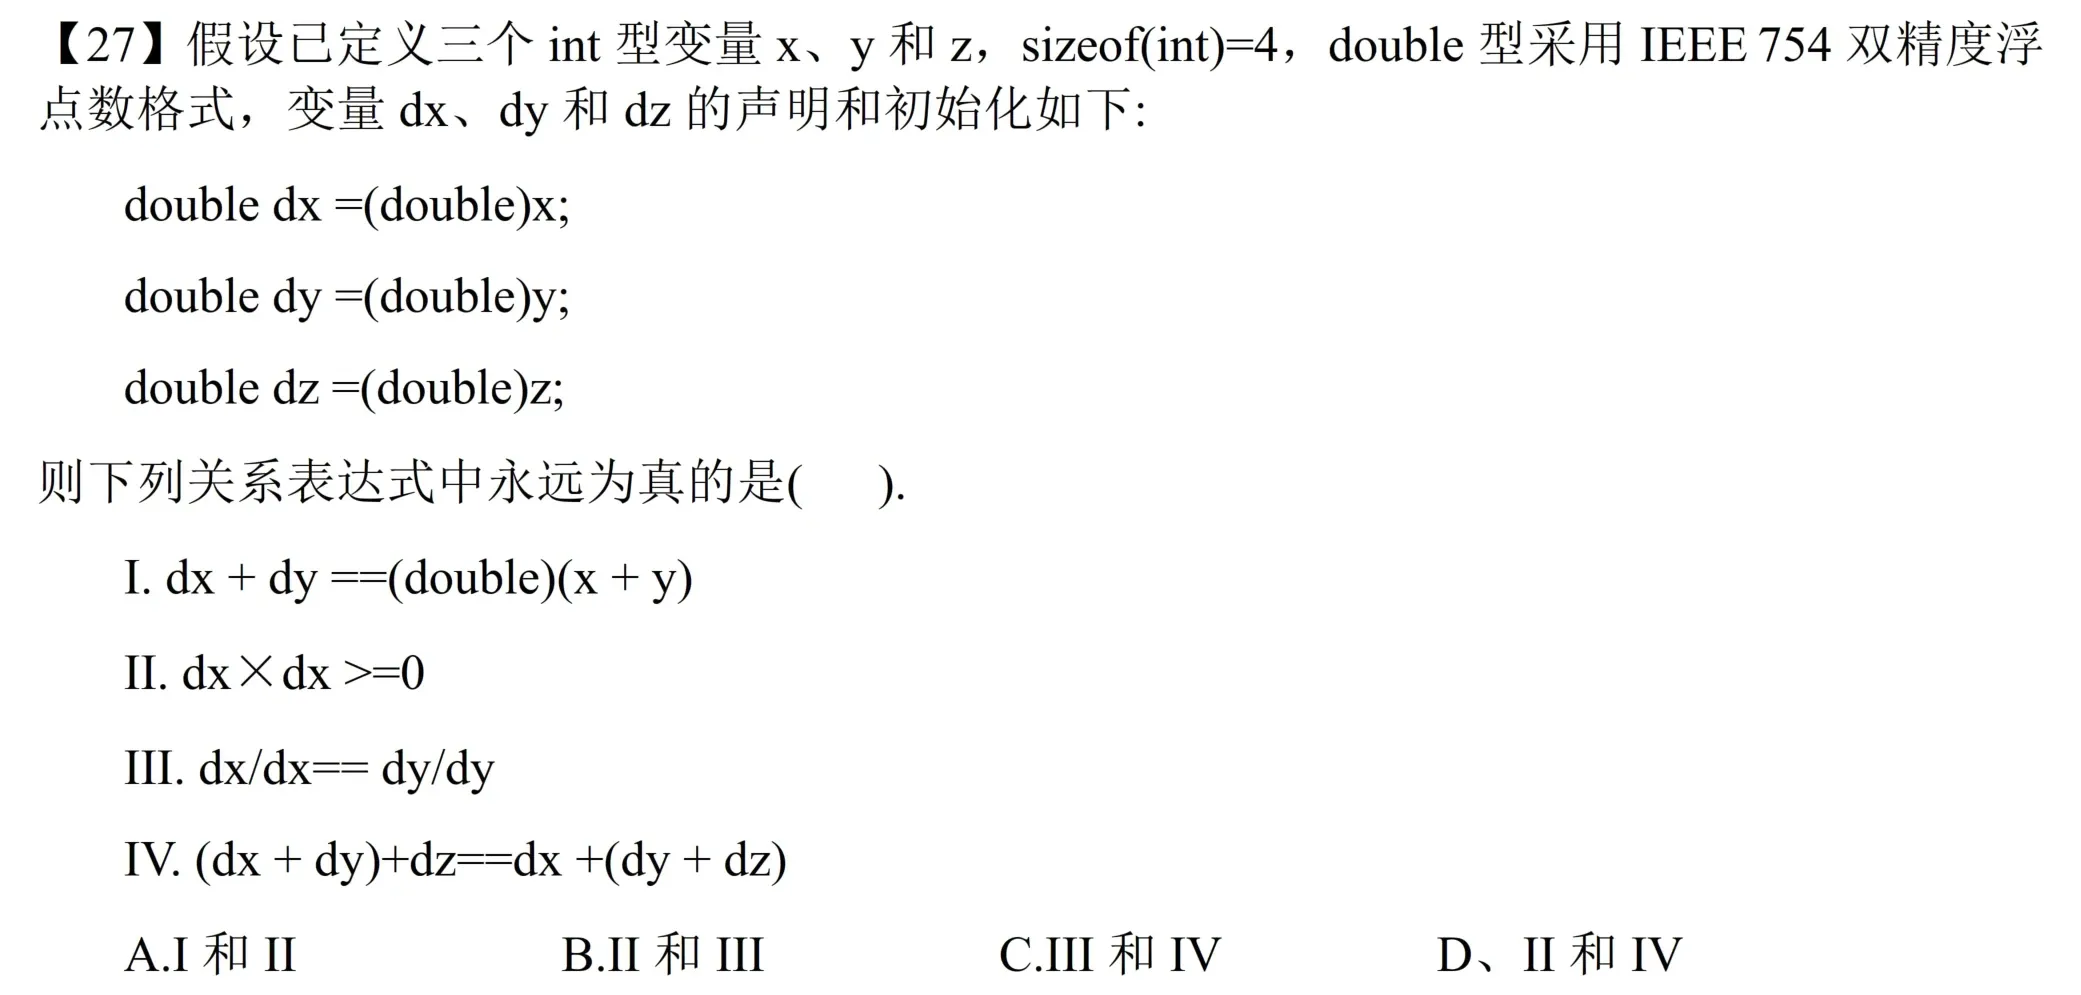 【27】假设已定义三个 int 型变量 x、y 和 z，sizeof(int)=4，double 型采用 IEEE 754 双精度浮
点数格式，变量 dx、dy 和 dz 的声明和初始化如下:
double dx =(double)x;
double dy =(double)y;
double dz =(double)z;
则下列关系表达式中永远为真的是( ).
I. dx + dy ==(double)(x + y)
II. dx×dx >=0
III. dx/dx== dy/dy
IV. (dx + dy)+dz==dx +(dy + dz)
A.I 和 II B.II 和 III C.III 和 IV D、II 和 IV